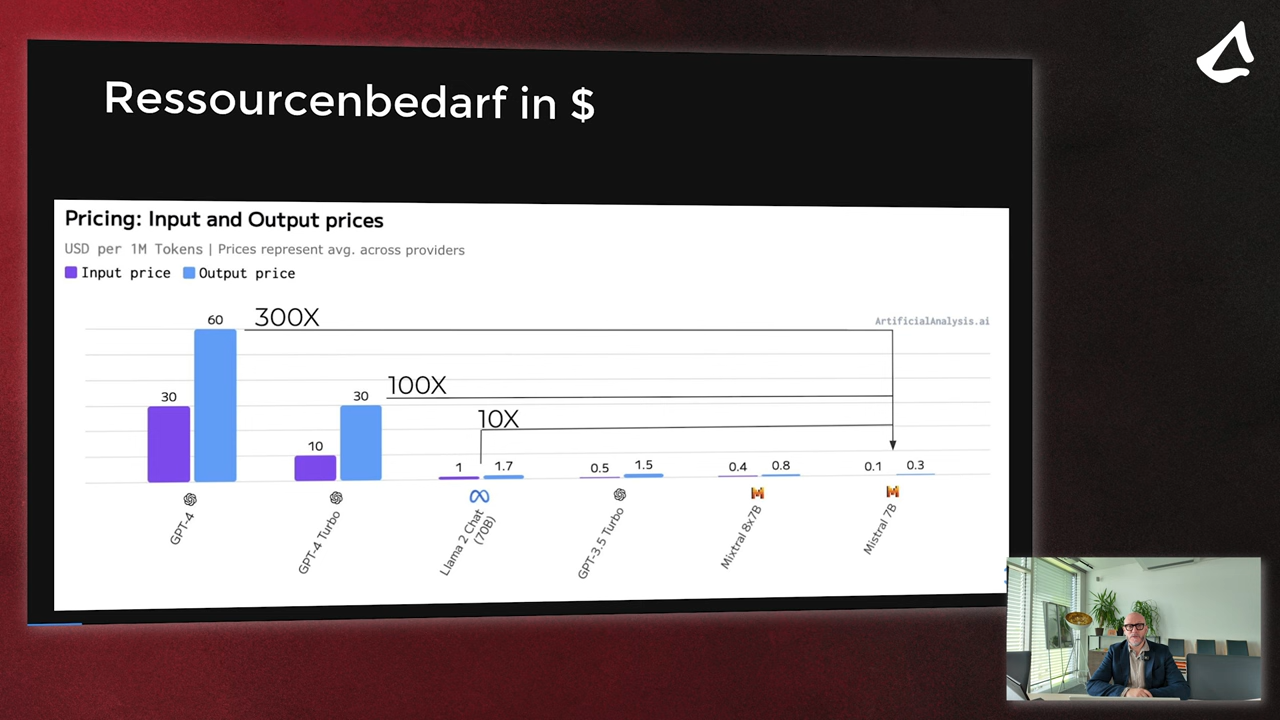 Ressourcenbedarf in $
Pricing: Input and Output prices
USD per 1M Tokens | Prices represent avg. across providers
Input price Output price
ArtificialAnalysis.ai
300X
100X
10X
30 60
10 30
1 1.7
0.5 1.5
0.4 0.8
0.1 0.3
GPT-4
GPT-4 Turbo
Llama 2 Chat
(70B)
GPT-3.5 Turbo
Mixtral 8x7B
Mistral 7B